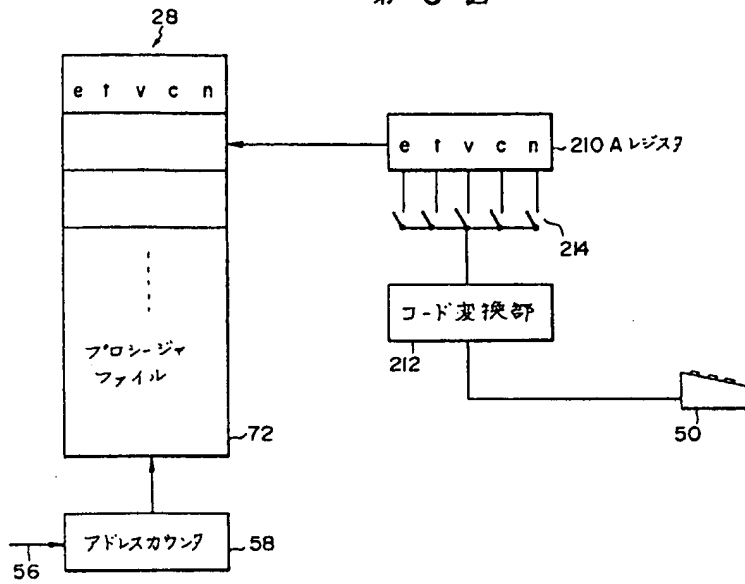 28
e t v c n
e t v c n
210 A レジスタ
214
コード変換部
212
プロシージャ
ファイル
72
50
アドレスカウンタ
58
56